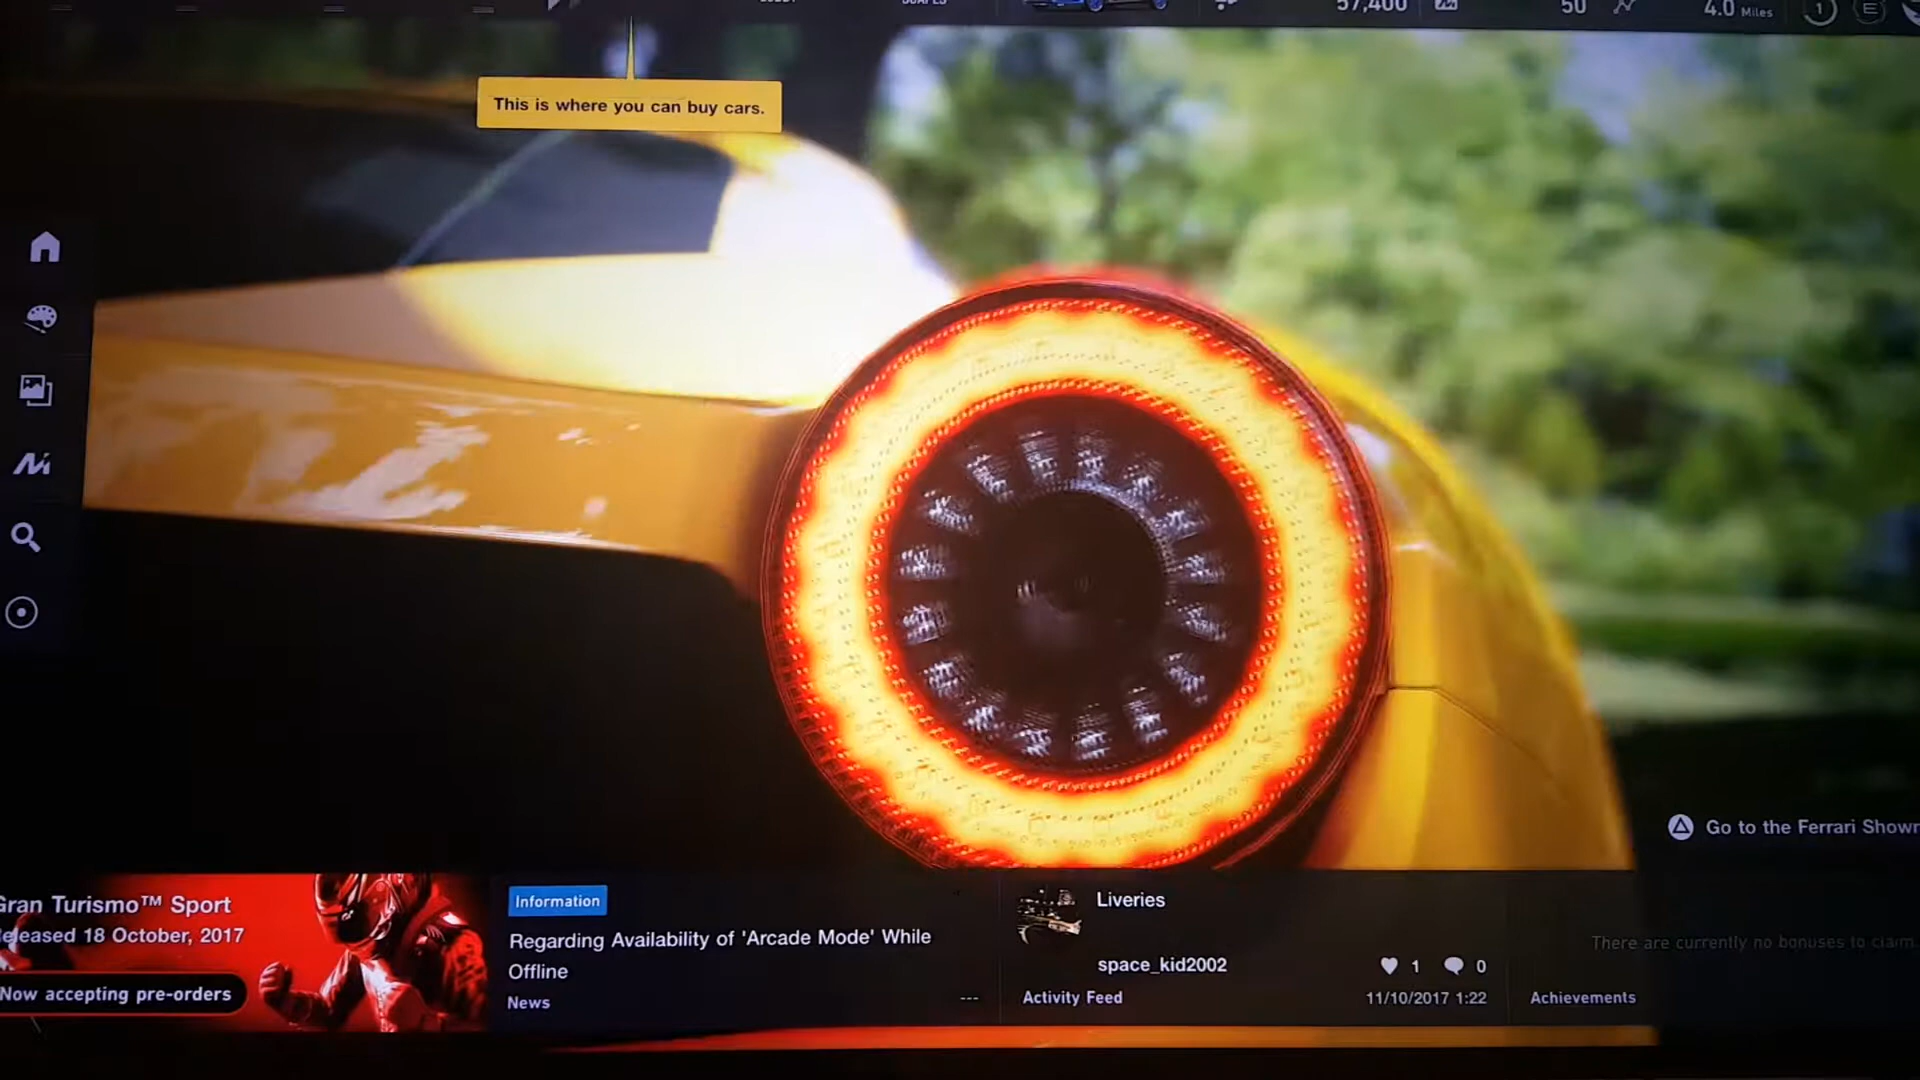 57,400
50
4.0 Miles
1
E
This is where you can buy cars.
Go to the Ferrari Showr
Gran Turismo™ Sport
eleased 18 October, 2017
Now accepting pre-orders
Information
Regarding Availability of 'Arcade Mode' While
Offline
News
---
Liveries
space_kid2002
1
0
Activity Feed
11/10/2017 1:22
There are currently no bonuses to claim.
Achievements